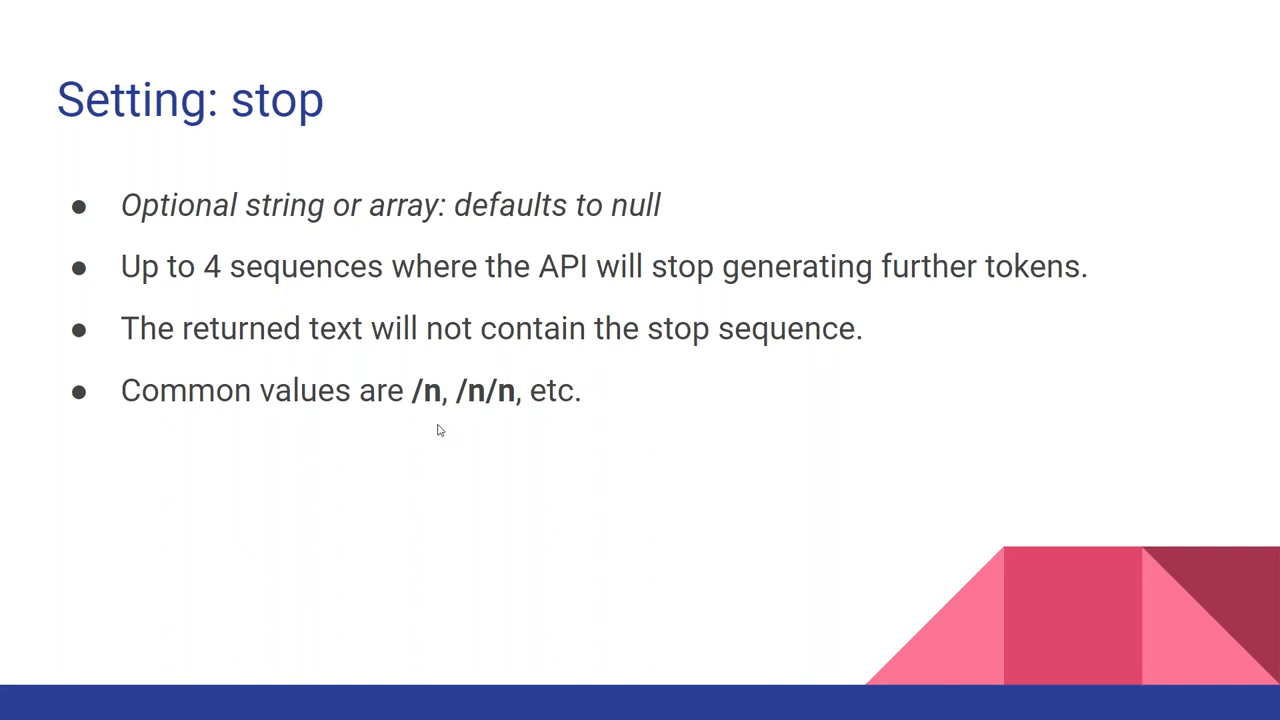 Setting: stop
● Optional string or array: defaults to null
● Up to 4 sequences where the API will stop generating further tokens.
● The returned text will not contain the stop sequence.
● Common values are /n, /n/n, etc.